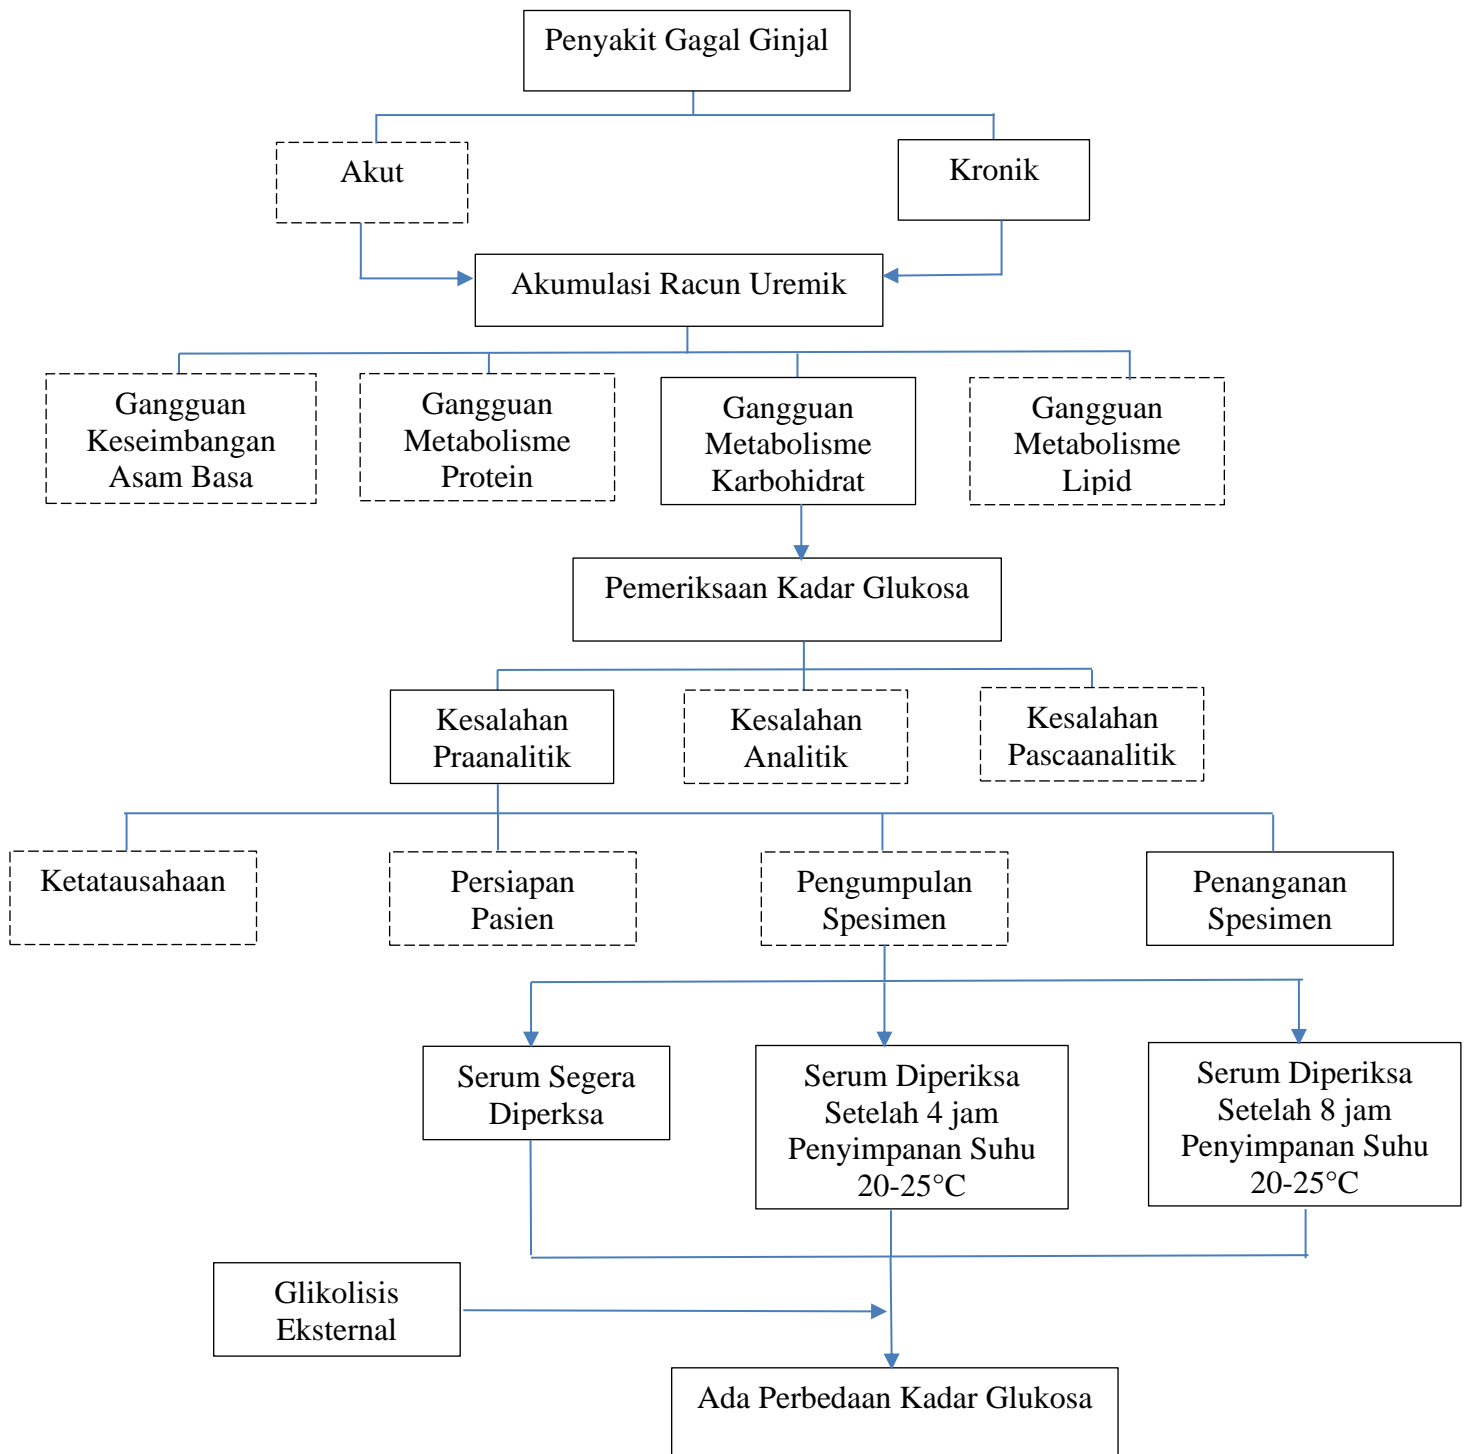 Penyakit Gagal Ginjal
Akut
Kronik
Akumulasi Racun Uremik
Gangguan
Keseimbangan
Asam Basa
Gangguan
Metabolisme
Protein
Gangguan
Metabolisme
Karbohidrat
Gangguan
Metabolisme
Lipid
Pemeriksaan Kadar Glukosa
Kesalahan
Praanalitik
Kesalahan
Analitik
Kesalahan
Pascaanalitik
Ketatausahaan
Persiapan
Pasien
Pengumpulan
Spesimen
Penanganan
Spesimen
Serum Segera
Diperksa
Serum Diperiksa
Setelah 4 jam
Penyimpanan Suhu
20-25°C
Serum Diperiksa
Setelah 8 jam
Penyimpanan Suhu
20-25°C
Glikolisis
Eksternal
Ada Perbedaan Kadar Glukosa